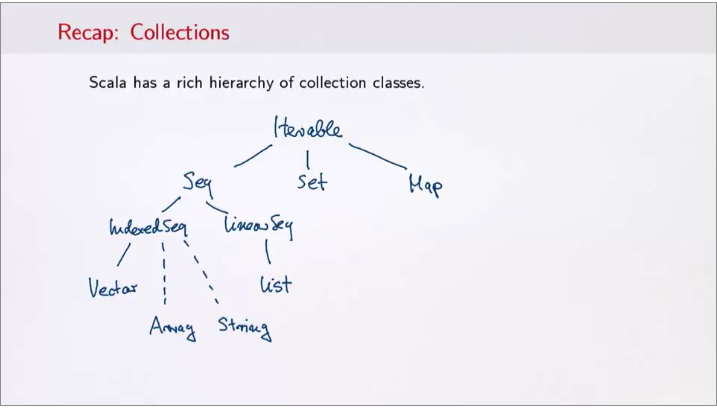 Recap: Collections
Scala has a rich hierarchy of collection classes.
Iterable
Seq Set Map
IndexedSeq LinearSeq
Vector List
Array String